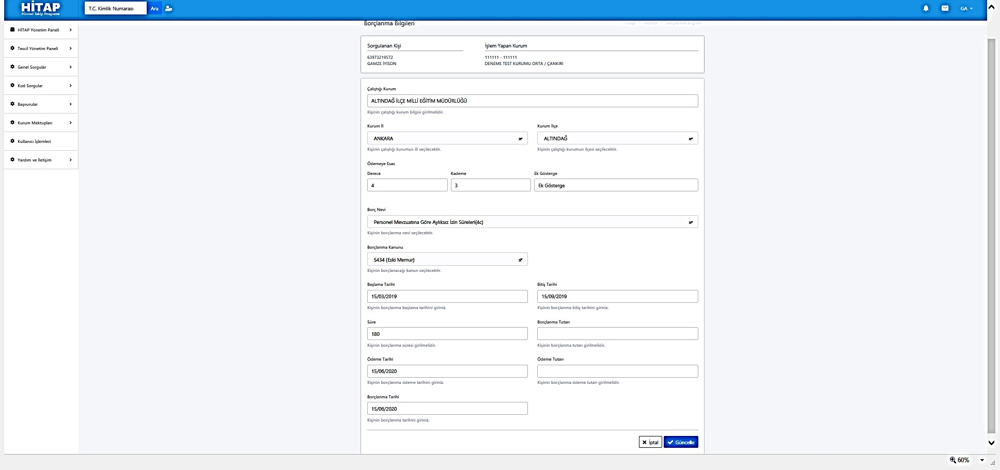 HİTAP
Hizmet Takip Programı
T.C. Kimlik Numarası
Ara
GA
HİTAP Yönetim Paneli
Tescil Yönetim Paneli
Genel Sorgular
Kod Sorgular
Başvurular
Kurum Mektupları
Kullanıcı İşlemleri
Yardım ve İletişim
Borçlanma Bilgileri
Hitap - Hizmet - Borçlanma Bilgileri
Sorgulanan Kişi
63973219572
GAMZE İYİSON
İşlem Yapan Kurum
111111 - 111111
DENEME TEST KURUMU ORTA / ÇANKIRI
Çalıştığı Kurum
ALTINDAĞ İLÇE MİLLİ EĞİTİM MÜDÜRLÜĞÜ
Kişinin çalıştığı kurum bilgisi girilmelidir.
Kurum İl
Kurum İlçe
ANKARA
ALTINDAĞ
Kişinin çalıştığı kurumun ili seçilecektir.
Kişinin çalıştığı kurumun ilçesi seçilecektir.
Ödemeye Esas
Derece
Kademe
Ek Gösterge
4
3
Ek Gösterge
Borç Nevi
Personel Mevzuatına Göre Aylıksız İzin Süreleri(4c)
Kişinin borçlanma nevi seçilecektir.
Borçlanma Kanunu
5434 (Eski Memur)
Kişinin borçlanacağı kanun seçilecektir.
Başlama Tarihi
Bitiş Tarihi
15/03/2019
15/09/2019
Kişinin borçlanma başlama tarihini giriniz.
Kişinin borçlanma bitiş tarihini giriniz.
Süre
Borçlanma Tutarı
180
Kişinin borçlanma süresi girilmelidir.
Kişinin borçlanma tutarı girilmelidir.
Ödeme Tarihi
Ödeme Tutarı
15/06/2020
Kişinin borçlanma ödeme tarihini giriniz.
Kişinin borçlanma ödeme tutarı girilmelidir.
Borçlanma Tarihi
15/06/2020
Kişinin borçlanma tarihini giriniz.
İptal
Güncelle
60%